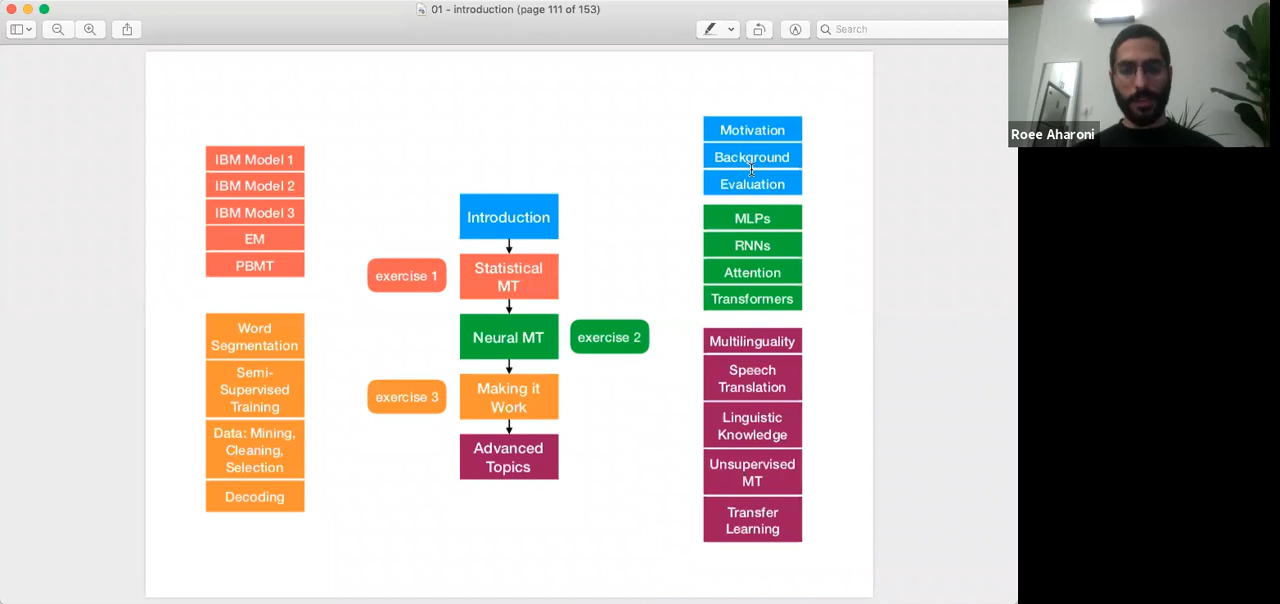 01 - introduction (page 111 of 153)
Search
Roee Aharoni
IBM Model 1
IBM Model 2
IBM Model 3
EM
PBMT
Word
Segmentation
Semi-
Supervised
Training
Data: Mining,
Cleaning,
Selection
Decoding
exercise 1
exercise 3
Introduction
Statistical
MT
Neural MT
Making it
Work
Advanced
Topics
exercise 2
Motivation
Background
Evaluation
MLPs
RNNs
Attention
Transformers
Multilinguality
Speech
Translation
Linguistic
Knowledge
Unsupervised
MT
Transfer
Learning